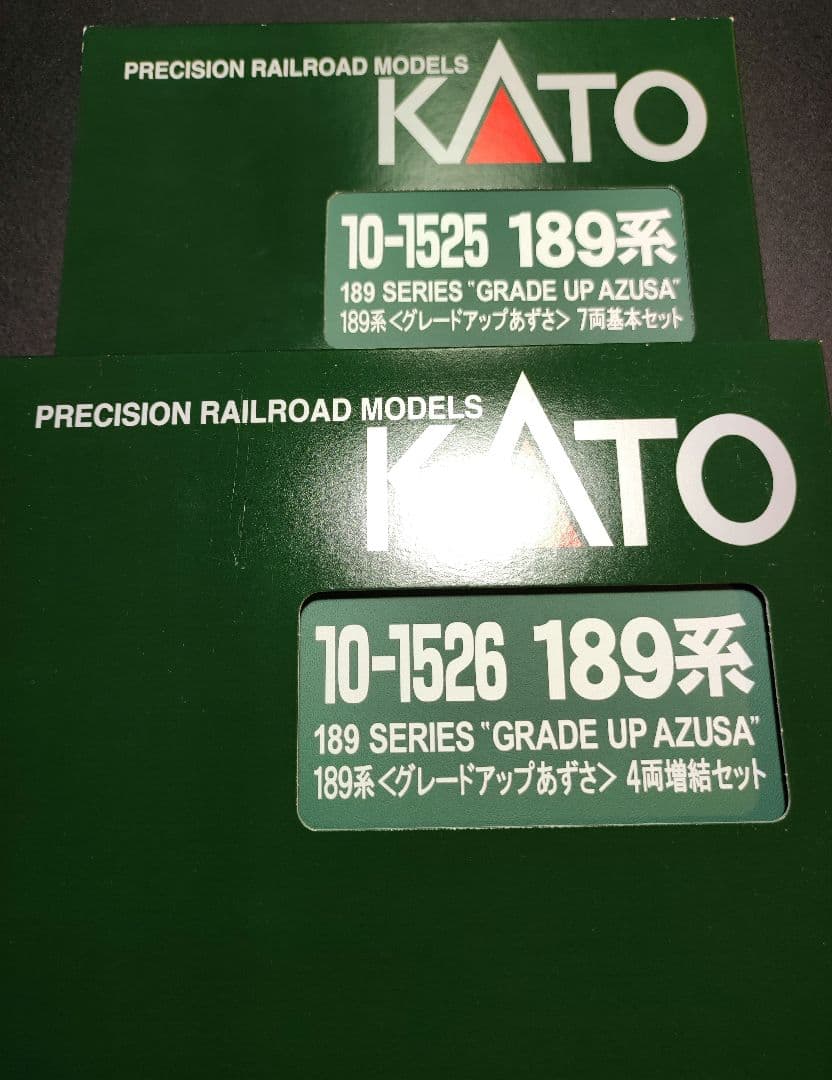 PRECISION RAILROAD MODELS
KATO
10-1525 189系
189 SERIES "GRADE UP AZUSA"
189系<グレードアップあずさ> 7両基本セット
PRECISION RAILROAD MODELS
KATO
10-1526 189系
189 SERIES "GRADE UP AZUSA"
189系<グレードアップあずさ> 4両増結セット